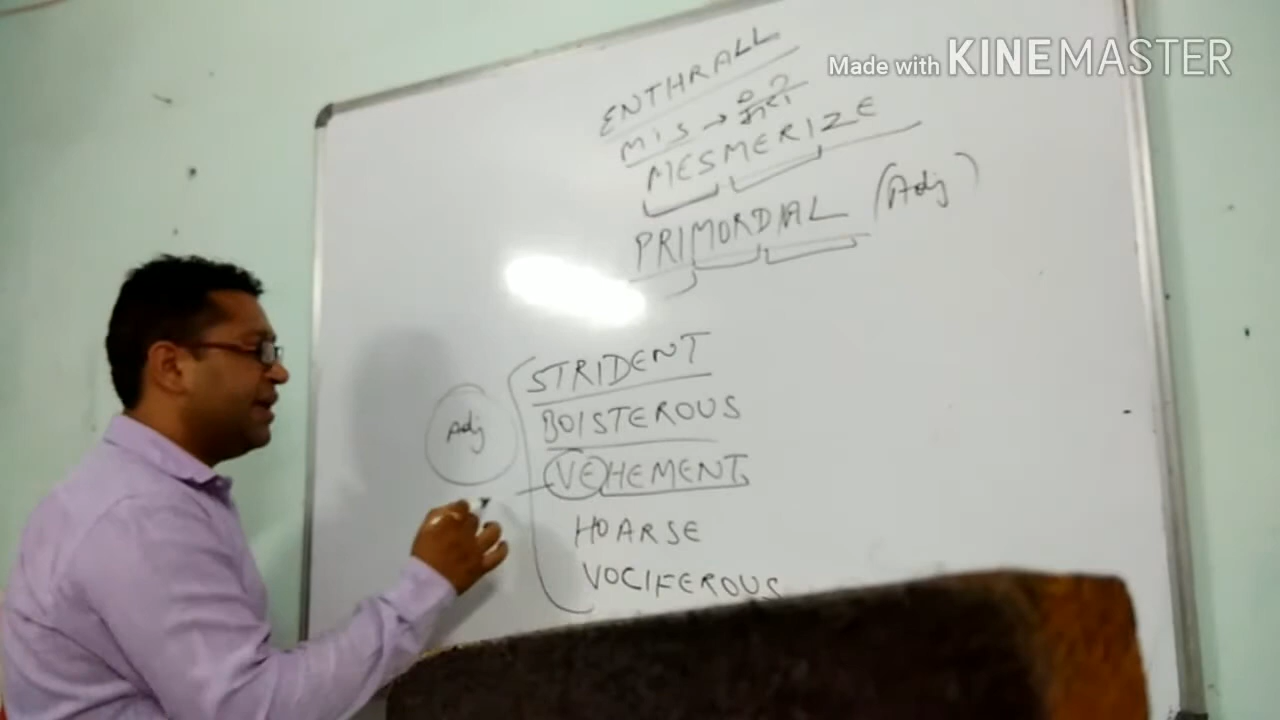 Made with KINEMASTER
ENTHRALL
MIS →
MESMERIZE
PRIMORDIAL (Adj)
STRIDENT
BOISTEROUS
Adj
VEHEMENT
HOARSE
VOCIFEROUS